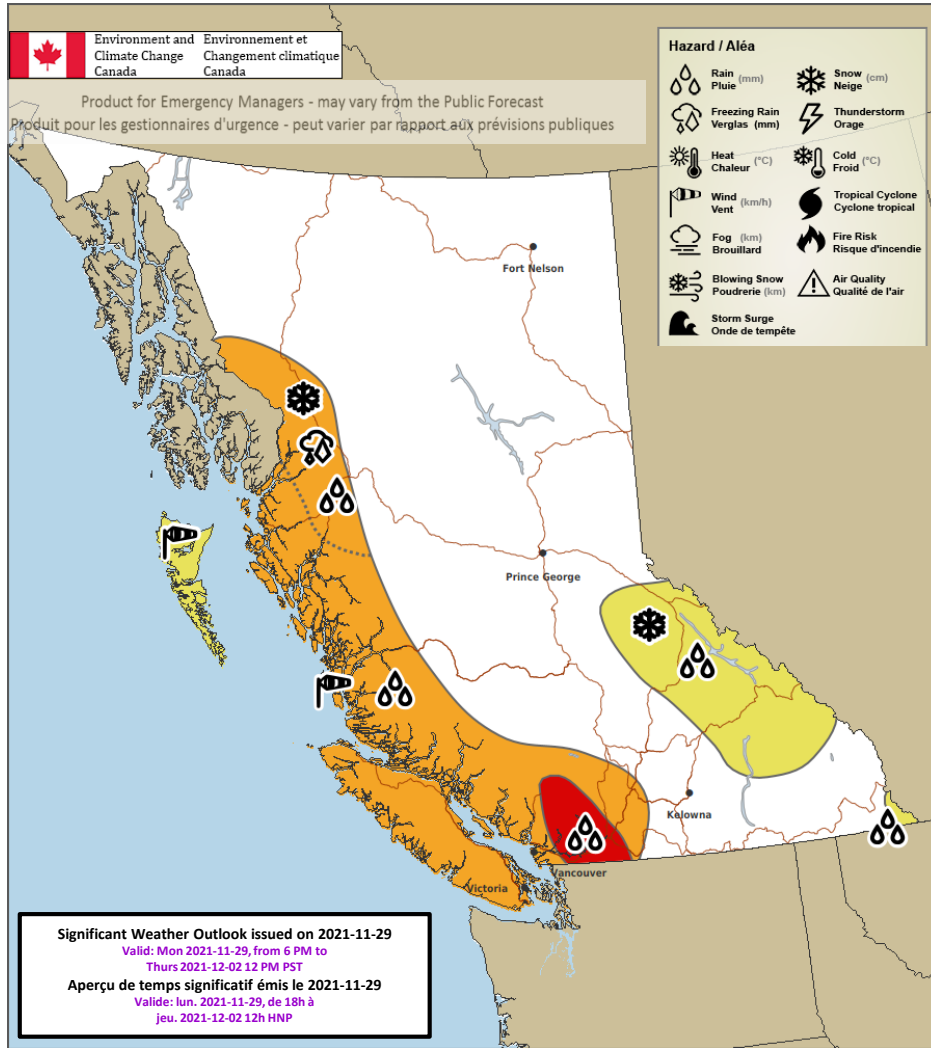 Environment and
Climate Change
Canada
Environnement et
Changement climatique
Canada
Product for Emergency Managers - may vary from the Public Forecast
Produit pour les gestionnaires d'urgence - peut varier par rapport aux prévisions publiques
Hazard / Aléa
Rain (mm)
Pluie
Snow (cm)
Neige
Freezing Rain
Verglas (mm)
Thunderstorm
Orage
Heat (°C)
Chaleur
Cold (°C)
Froid
Wind (km/h)
Vent
Tropical Cyclone
Cyclone tropical
Fog (km)
Brouillard
Fire Risk
Risque d'incendie
Blowing Snow
Poudrerie (km)
Air Quality
Qualité de l'air
Storm Surge
Onde de tempête
Fort Nelson
Prince George
Kelowna
Vancouver
Victoria
Significant Weather Outlook issued on 2021-11-29
Valid: Mon 2021-11-29, from 6 PM to
Thurs 2021-12-02 12 PM PST
Aperçu de temps significatif émis le 2021-11-29
Valide: lun. 2021-11-29, de 18h à
jeu. 2021-12-02 12h HNP